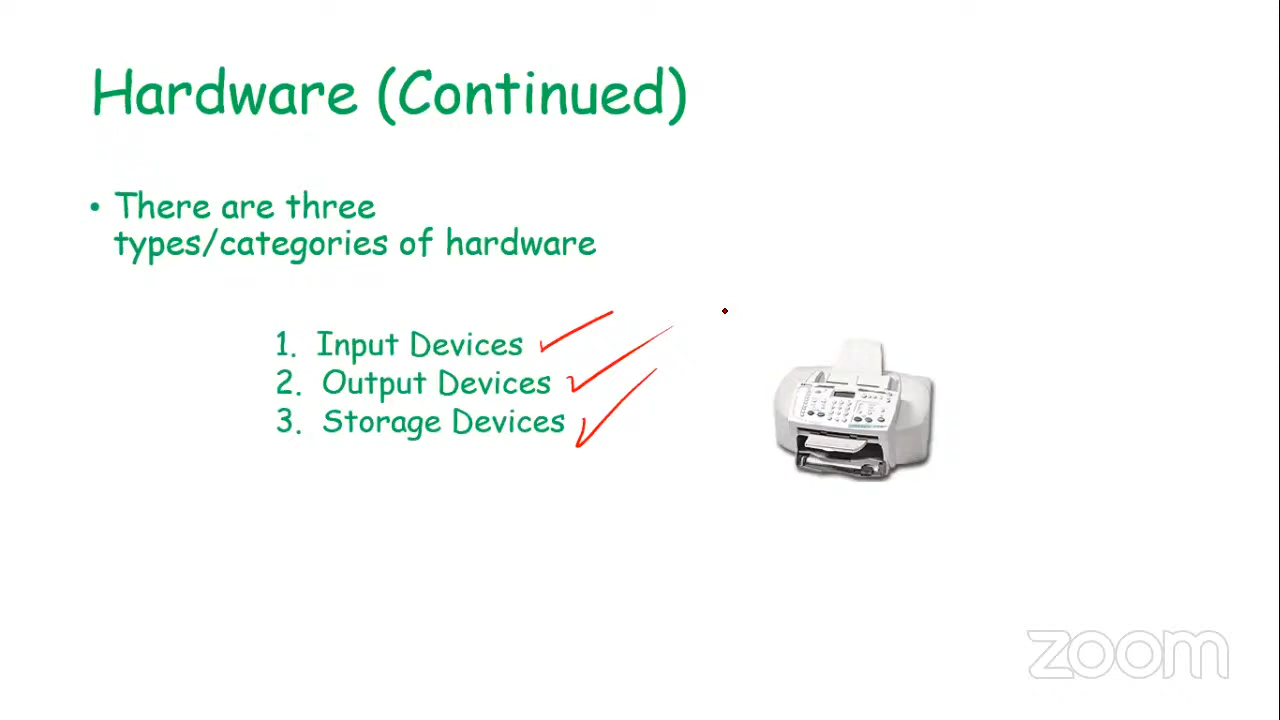 Hardware (Continued)
• There are three
types/categories of hardware
1. Input Devices
2. Output Devices
3. Storage Devices
zoom